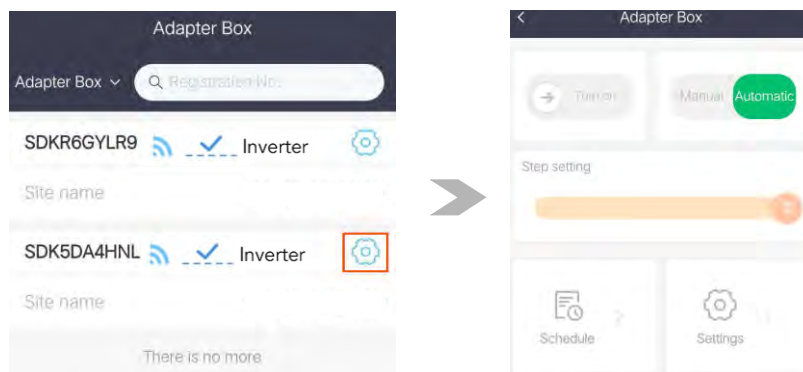 Adapter Box
Adapter Box
Registration No.
SDKR6GYLR9
Inverter
Site name
SDK5DA4HNL
Inverter
Site name
There is no more
Adapter Box
Turn on
Manual
Automatic
Step setting
Schedule
Settings